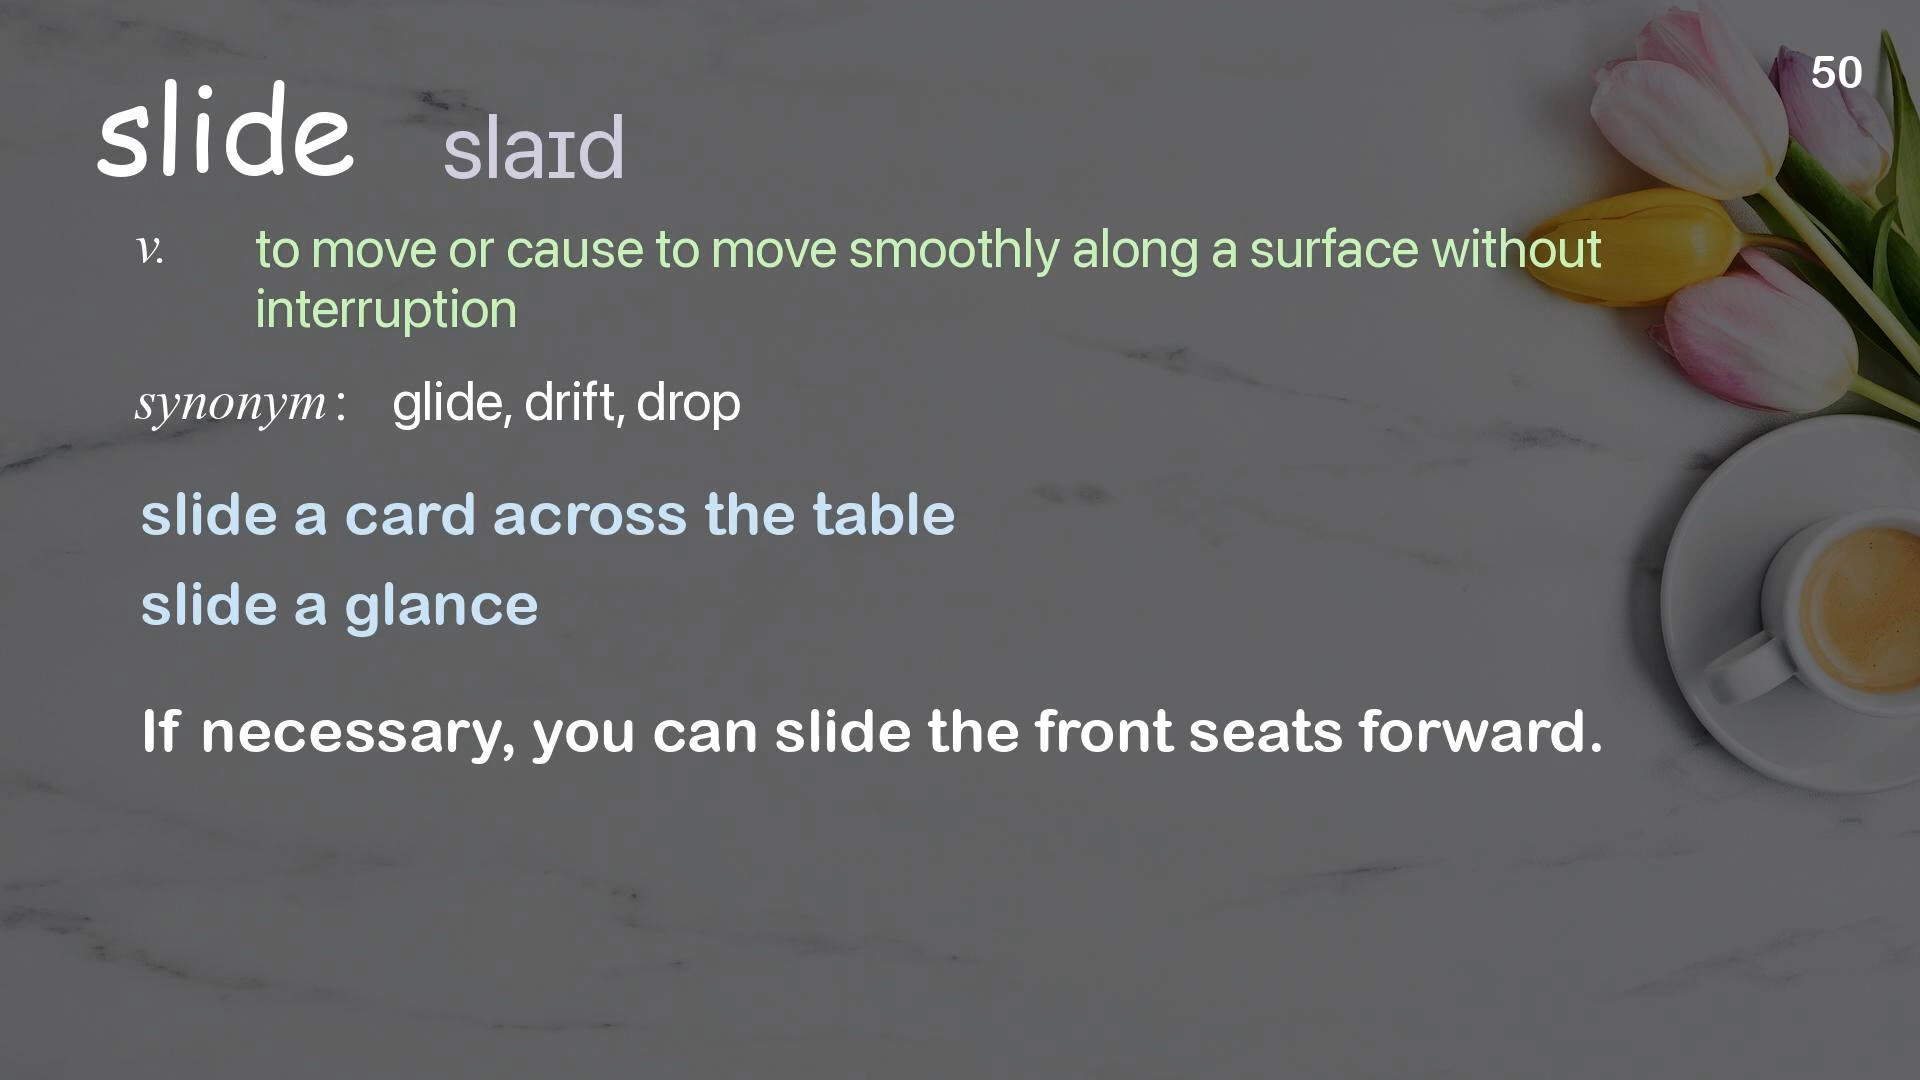 50
slide slaɪd
v. to move or cause to move smoothly along a surface without
interruption
synonym: glide, drift, drop
slide a card across the table
slide a glance
If necessary, you can slide the front seats forward.